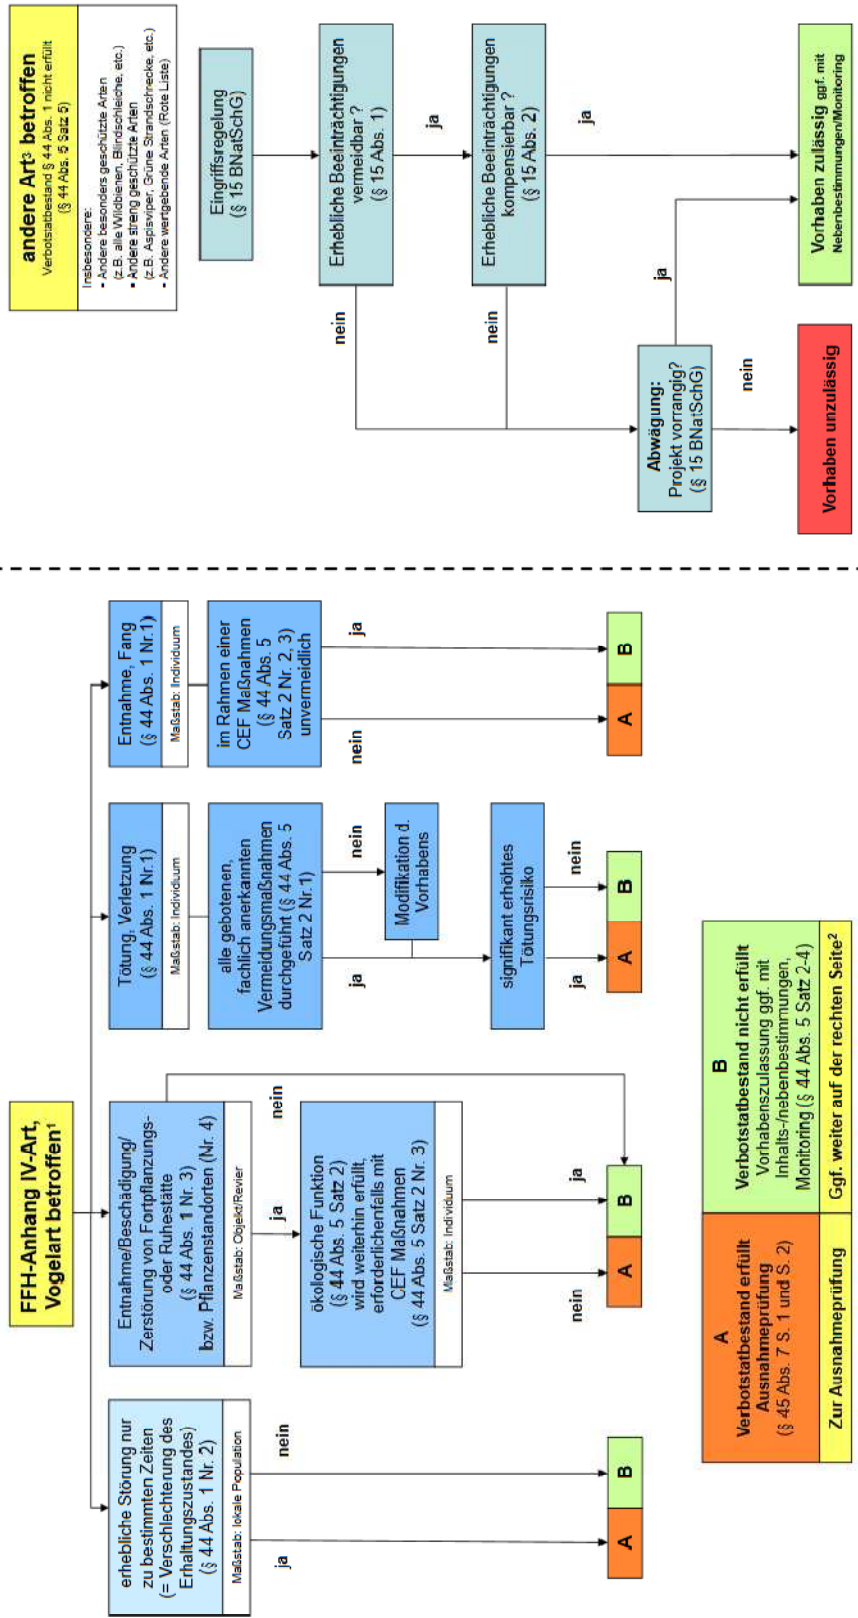 FFH-Anhang IV-Art,
Vogelart betroffen¹
erhebliche Störung nur
zu bestimmten Zeiten
(= Verschlechterung des
Erhaltungszustandes)
(§ 44 Abs. 1 Nr. 2)
Maßstab: lokale Population
ja
nein
A
B
Entnahme/Beschädigung/
Zerstörung von Fortpflanzungs-
oder Ruhestätte
(§ 44 Abs. 1 Nr. 3)
bzw. Pflanzenstandorten (Nr. 4)
Maßstab: Objekt/Revier
ja
nein
ökologische Funktion
(§ 44 Abs. 5 Satz 2)
wird weiterhin erfüllt,
erforderlichenfalls mit
CEF Maßnahmen
(§ 44 Abs. 5 Satz 2 Nr. 3)
Maßstab: Individuum
nein
ja
A
B
Tötung, Verletzung
(§ 44 Abs. 1 Nr.1)
Maßstab: Individuum
alle gebotenen,
fachlich anerkannten
Vermeidungsmaßnahmen
durchgeführt (§ 44 Abs. 5
Satz 2 Nr.1)
ja
nein
Modifikation d.
Vorhabens
signifikant erhöhtes
Tötungsrisiko
ja
nein
A
B
Entnahme, Fang
(§ 44 Abs. 1 Nr.1)
Maßstab: Individuum
im Rahmen einer
CEF Maßnahmen
(§ 44 Abs. 5
Satz 2 Nr. 2, 3)
unvermeidlich
nein
ja
A
B
A
Verbotstatbestand erfüllt
Ausnahmeprüfung
(§ 45 Abs. 7 S. 1 und S. 2)
Zur Ausnahmeprüfung
B
Verbotstatbestand nicht erfüllt
Vorhabenszulassung ggf. mit
Inhalts-/nebenbestimmungen,
Monitoring (§ 44 Abs. 5 Satz 2-4)
Ggf. weiter auf der rechten Seite²
andere Art³ betroffen
Verbotstatbestand § 44 Abs. 1 nicht erfüllt
(§ 44 Abs. 5 Satz 5)
Insbesondere:
• Andere besonders geschützte Arten
(z.B. alle Wildbienen, Blindschleiche, etc.)
• Andere streng geschützte Arten
(z.B. Aspisviper, Grüne Strandschrecke, etc.)
• Andere wertgebende Arten (Rote Liste)
Eingriffsregelung
(§ 15 BNatSchG)
Erhebliche Beeinträchtigungen
vermeidbar ?
(§ 15 Abs. 1)
nein
ja
Erhebliche Beeinträchtigungen
kompensierbar ?
(§ 15 Abs. 2)
nein
ja
Abwägung:
Projekt vorrangig?
(§ 15 BNatSchG)
nein
ja
Vorhaben unzulässig
Vorhaben zulässig ggf. mit
Nebenbestimmungen/Monitoring